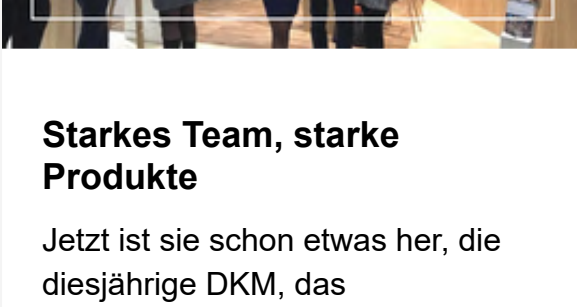 Starkes Team, starke
Produkte
Jetzt ist sie schon etwas her, die
diesjährige DKM, das